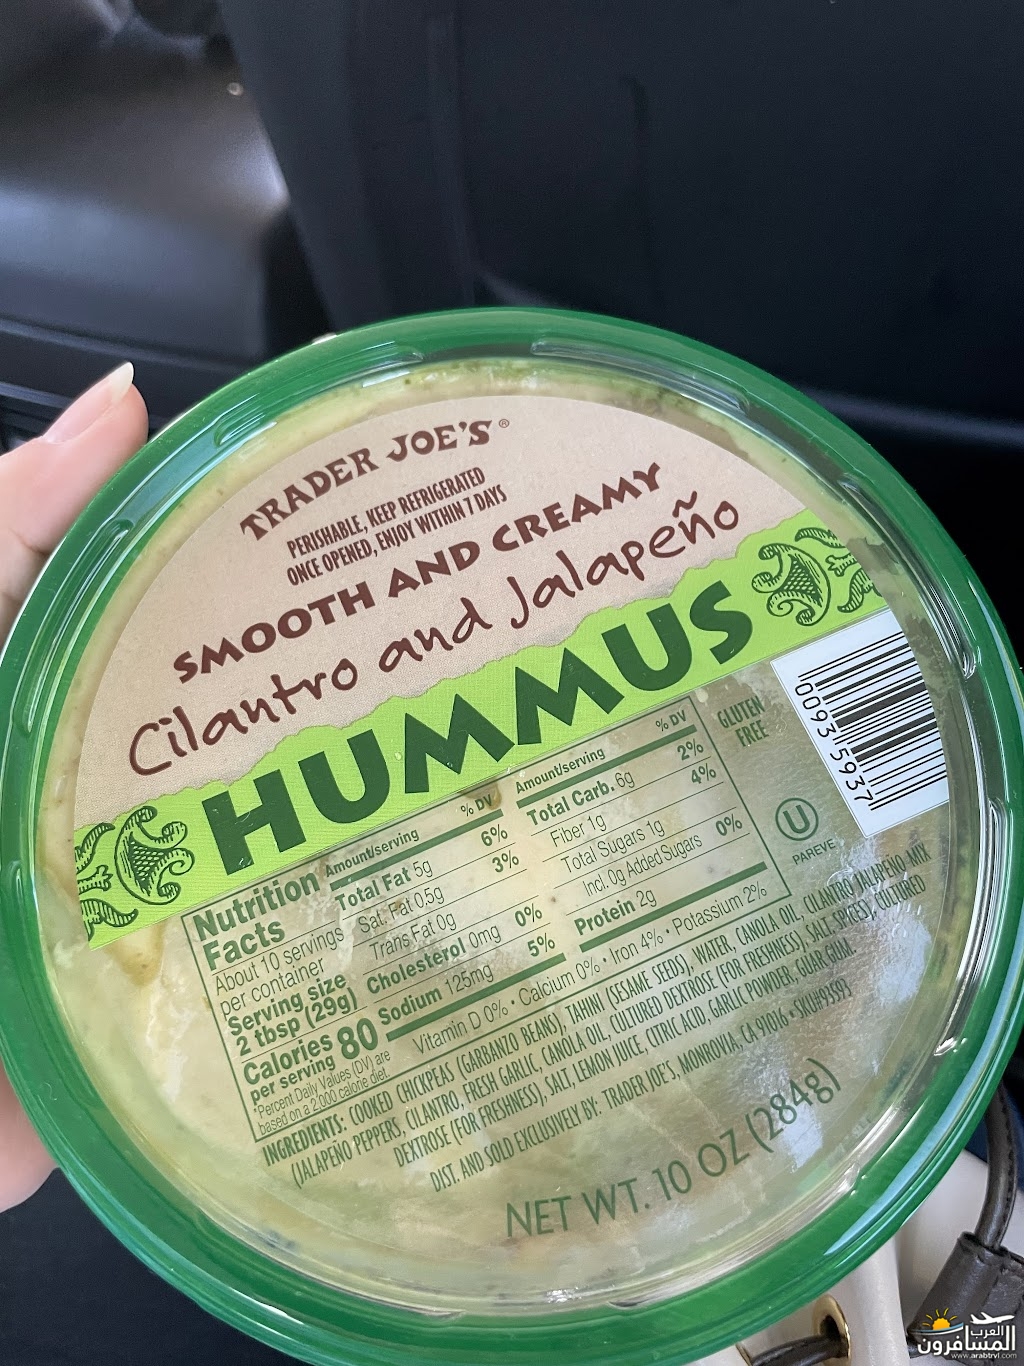 TRADER JOE'S®
PERISHABLE, KEEP REFRIGERATED
ONCE OPENED, ENJOY WITHIN 7 DAYS
SMOOTH AND CREAMY
Cilantro and Jalapeño
HUMMUS
Nutrition
Facts
About 10 servings
per container
Serving size
2 tbsp (29g)
Calories
per serving 80
*Percent Daily Values (DV) are
based on a 2,000 calorie diet.
Amount/serving % DV
Total Fat 5g 6%
Sat. Fat 0.5g 3%
Trans Fat 0g
Cholesterol 0mg 0%
Sodium 125mg 5%
Amount/serving % DV
Total Carb. 6g 2%
Fiber 1g 4%
Total Sugars 1g
Incl. 0g Added Sugars 0%
Protein 2g
Vitamin D 0% • Calcium 0% • Iron 4% • Potassium 2%
GLUTEN
FREE
0093 5937
U
PAREVE
INGREDIENTS: COOKED CHICKPEAS (GARBANZO BEANS), TAHINI (SESAME SEEDS), WATER, CANOLA OIL, CILANTRO JALAPEÑO MIX
(JALAPEÑO PEPPERS, CILANTRO, FRESH GARLIC, CANOLA OIL, CULTURED DEXTROSE (FOR FRESHNESS), SALT, SPICES), CULTURED
DEXTROSE (FOR FRESHNESS), SALT, LEMON JUICE, CITRIC ACID, GARLIC POWDER, GUAR GUM.
DIST. AND SOLD EXCLUSIVELY BY: TRADER JOE'S, MONROVIA, CA 91016 • SKU#93593
NET WT. 10 OZ (284g)
العرب
المسافرون
www.arabtrvl.com